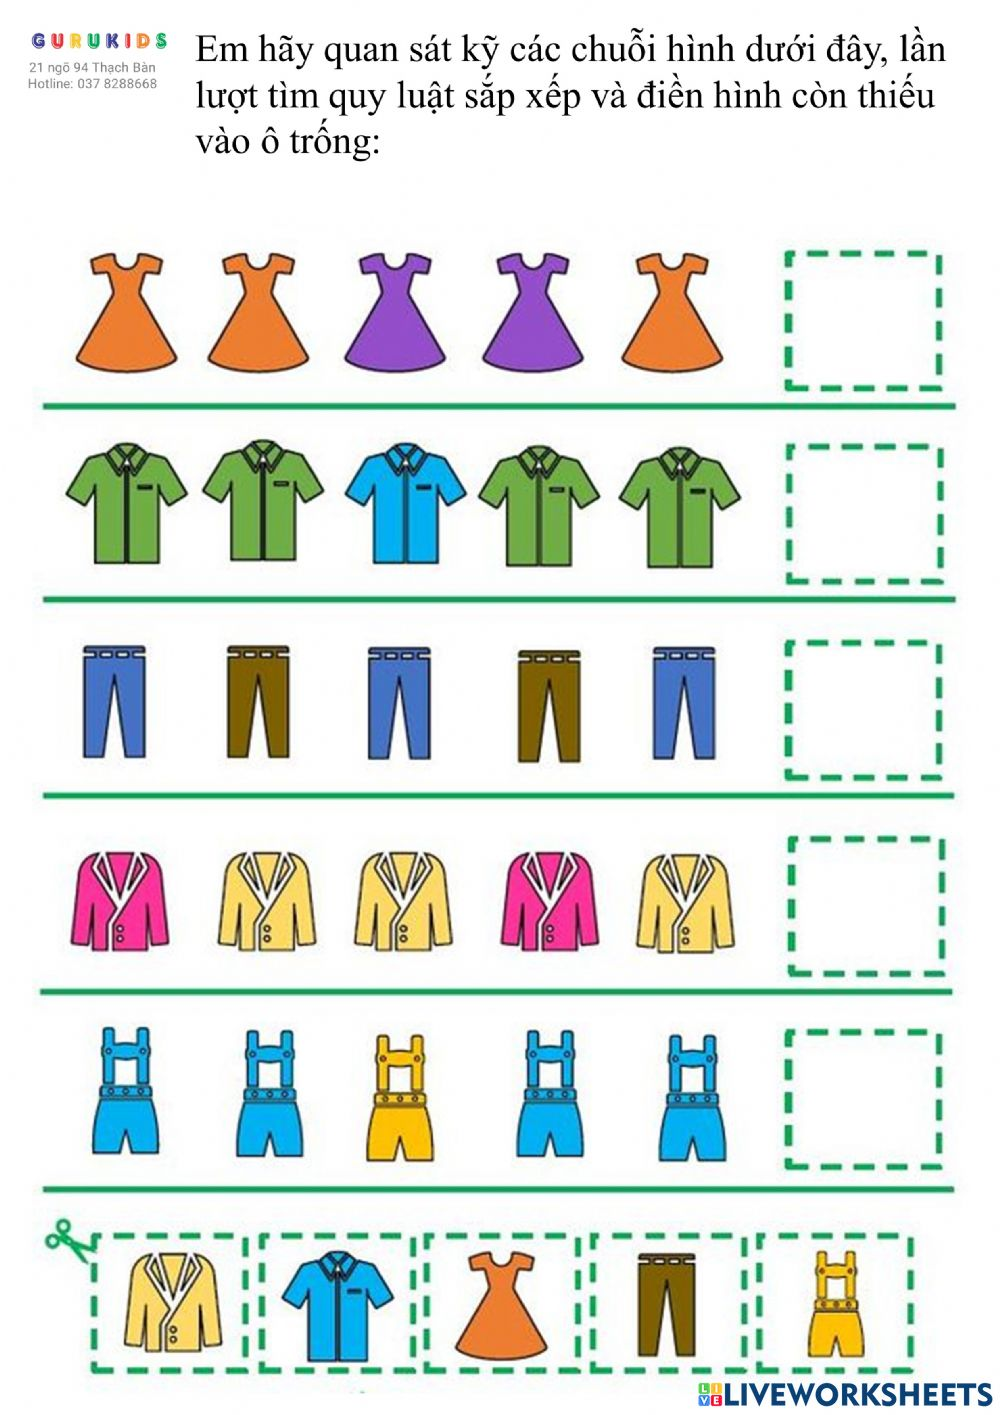 GURUKIDS
21 ngõ 94 Thạch Bàn
Hotline: 037 8288668
Em hãy quan sát kỹ các chuỗi hình dưới đây, lần
lượt tìm quy luật sắp xếp và điền hình còn thiếu
vào ô trống:
LIVE LIVEWORKSHEETS